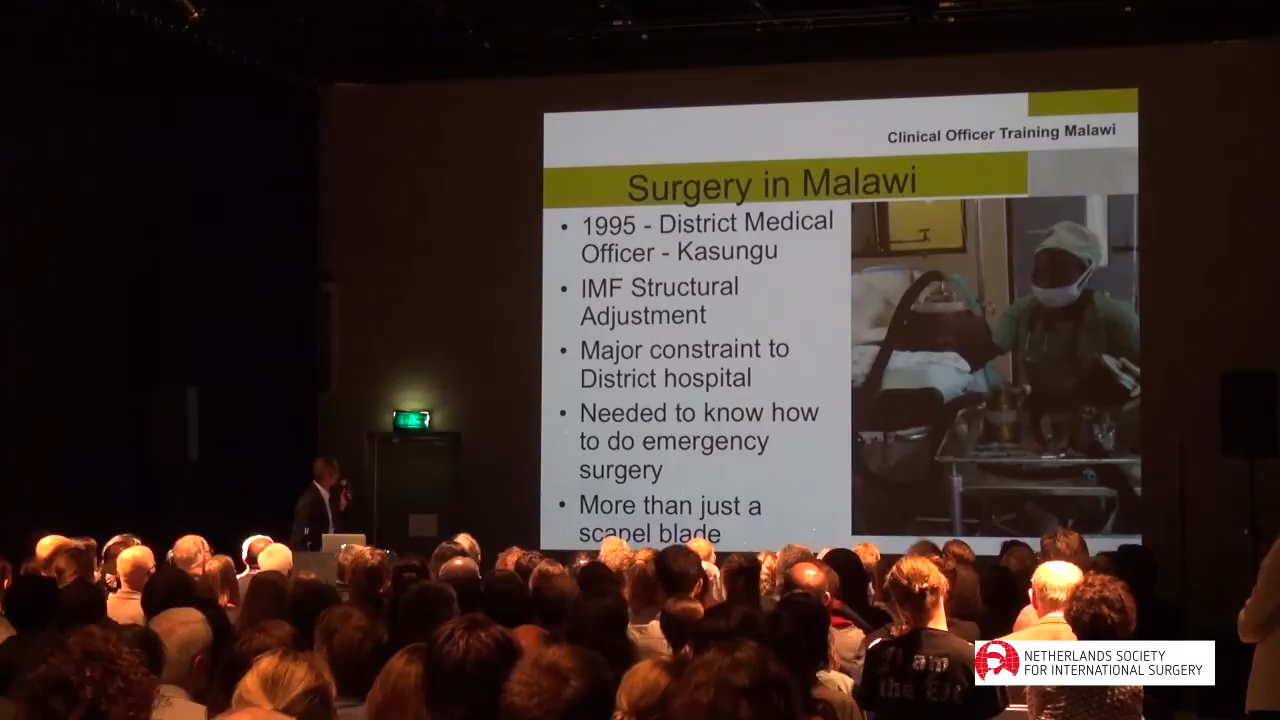 Clinical Officer Training Malawi
Surgery in Malawi
• 1995 - District Medical
Officer - Kasungu
• IMF Structural
Adjustment
• Major constraint to
District hospital
• Needed to know how
to do emergency
surgery
• More than just a
scapel blade
I am
the
NETHERLANDS SOCIETY
FOR INTERNATIONAL SURGERY